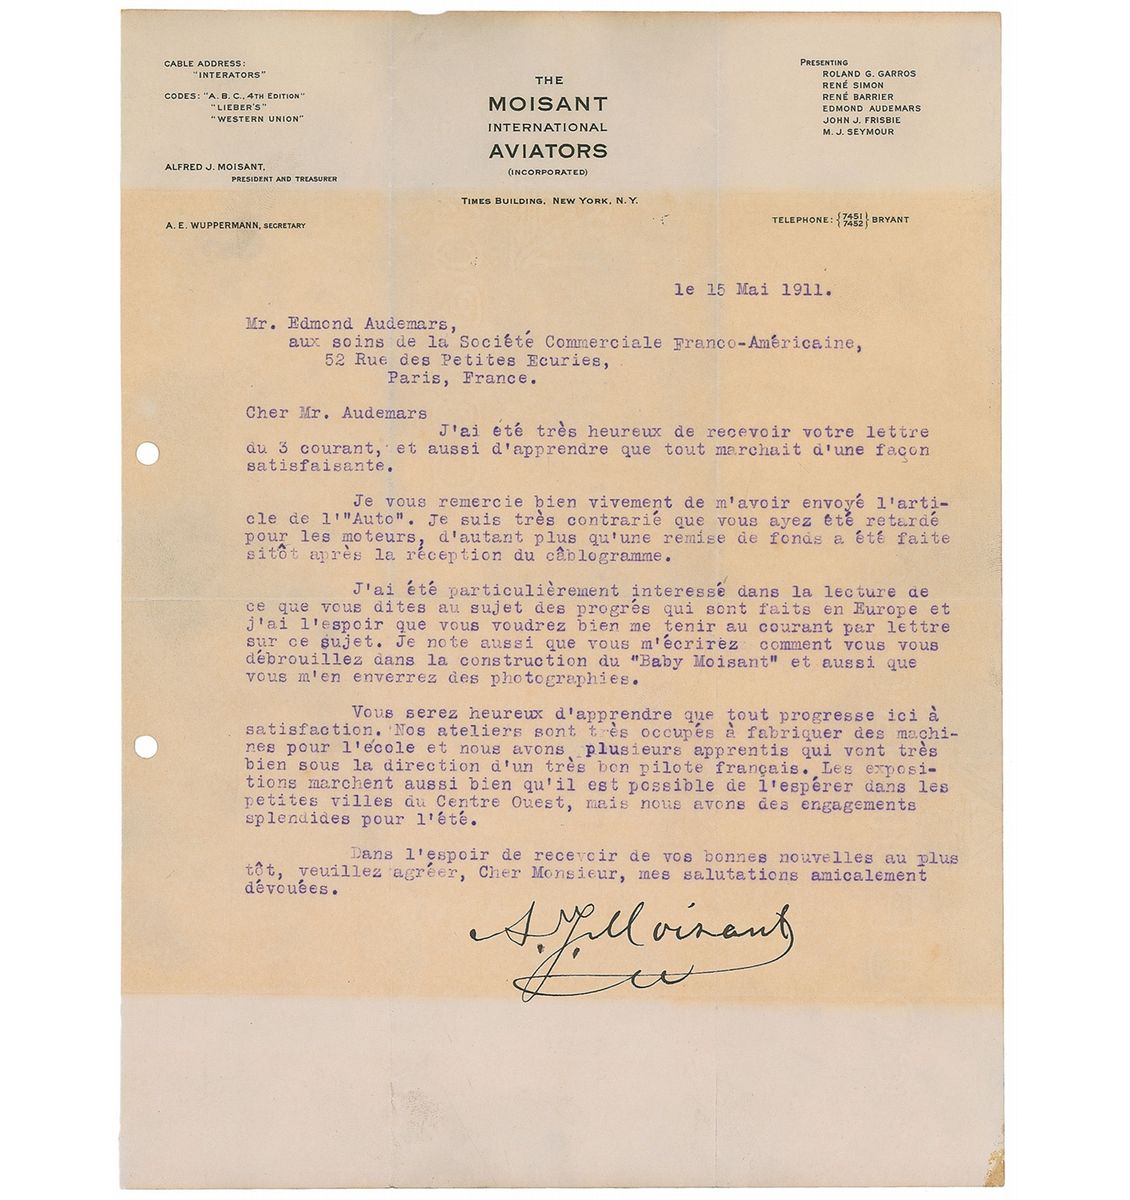 CABLE ADDRESS:
"INTERATORS"
CODES: "A. B. C., 4TH EDITION"
"LIEBER'S"
"WESTERN UNION"
ALFRED J. MOISANT,
PRESIDENT AND TREASURER
A. E. WUPPERMANN, SECRETARY
THE
MOISANT
INTERNATIONAL
AVIATORS
(INCORPORATED)
TIMES BUILDING, NEW YORK, N. Y.
PRESENTING
ROLAND G. GARROS
RENÉ SIMON
RENÉ BARRIER
EDMOND AUDEMARS
JOHN J. FRISBIE
M. J. SEYMOUR
TELEPHONE: {7451 7452} BRYANT
le 15 Mai 1911.
Mr. Edmond Audemars,
aux soins de la Société Commerciale Franco-Américaine,
52 Rue des Petites Ecuries,
Paris, France.
Cher Mr. Audemars
J'ai été très heureux de recevoir votre lettre
du 3 courant, et aussi d'apprendre que tout marchait d'une façon
satisfaisante.
Je vous remercie bien vivement de m'avoir envoyé l'arti-
cle de l'"Auto". Je suis très contrarié que vous ayez été retardé
pour les moteurs, d'autant plus qu'une remise de fonds a été faite
sitôt après la réception du câblogramme.
J'ai été particulièrement interessé dans la lecture de
ce que vous dites au sujet des progrés qui sont faits en Europe et
j'ai l'espoir que vous voudrez bien me tenir au courant par lettre
sur ce sujet. Je note aussi que vous m'écrirez comment vous vous
débrouillez dans la construction du "Baby Moisant" et aussi que
vous m'en enverrez des photographies.
Vous serez heureux d'apprendre que tout progresse ici à
satisfaction. Nos ateliers sont très occupés à fabriquer des machi-
nes pour l'école et nous avons plusieurs apprentis qui vont très
bien sous la direction d'un très bon pilote français. Les exposi-
tions marchent aussi bien qu'il est possible de l'espérer dans les
petites villes du Centre Ouest, mais nous avons des engagements
splendides pour l'été.
Dans l'espoir de recevoir de vos bonnes nouvelles au plus
tôt, veuillez agréer, Cher Monsieur, mes salutations amicalement
dévouées.
A. J. Moisant